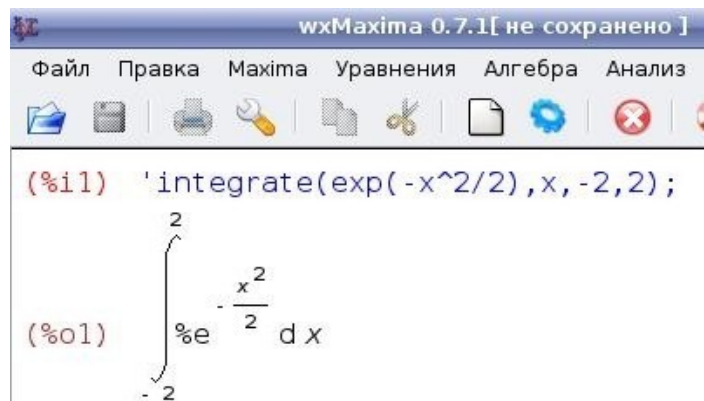 wxMaxima 0.7.1[ не сохранено ]
Файл Правка Maxima Уравнения Алгебра Анализ
(%i1) 'integrate(exp(-x^2/2),x,-2,2);
2
x 2
-
2
(%o1) %e d x
- 2